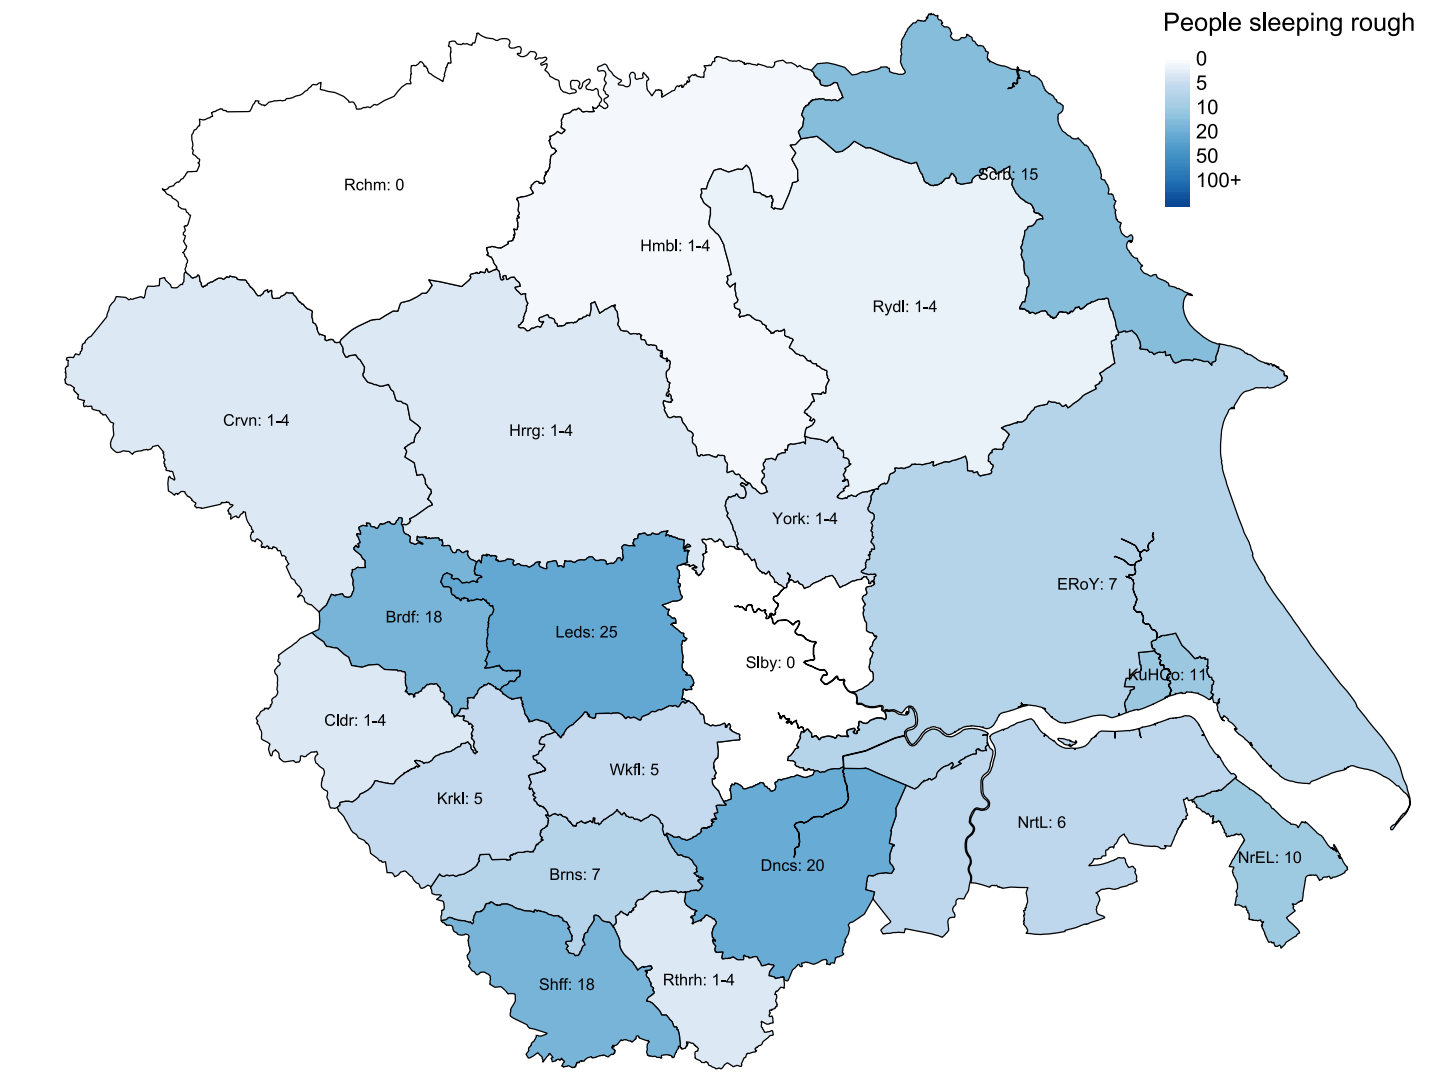 People sleeping rough
0
5
10
20
50
100+
Scrb: 15
Rchm: 0
Hmbl: 1-4
Rydl: 1-4
Crvn: 1-4
Hrrg: 1-4
York: 1-4
ERoY: 7
Brdf: 18
Leds: 25
Slby: 0
KuHCo: 11
Cldr: 1-4
Wkfl: 5
Krkl: 5
NrtL: 6
NrEL: 10
Dncs: 20
Brns: 7
Shff: 18
Rthrh: 1-4